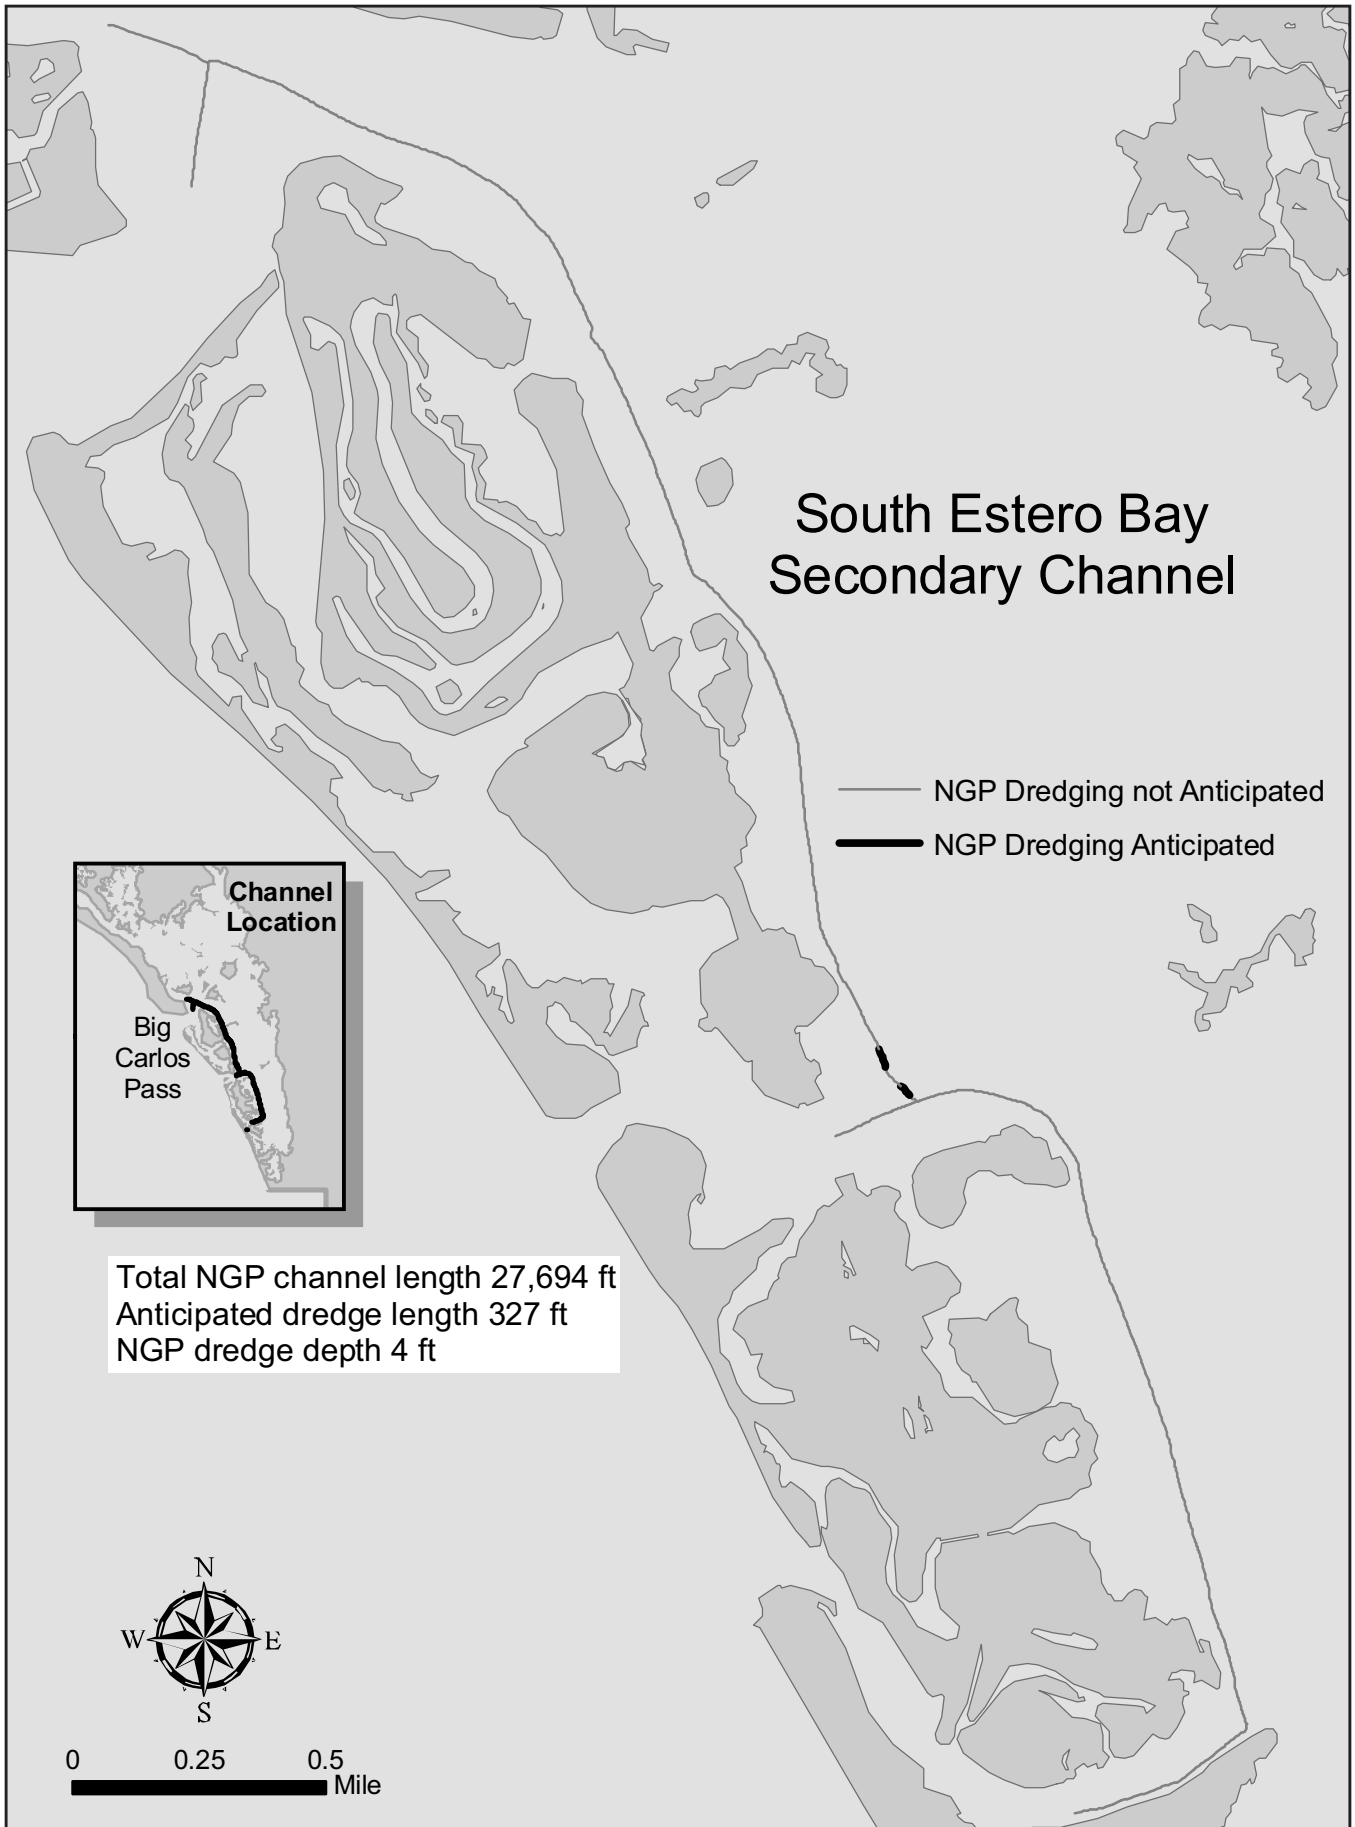 South Estero Bay
Secondary Channel
NGP Dredging not Anticipated
NGP Dredging Anticipated
Channel
Location
Big
Carlos
Pass
Total NGP channel length 27,694 ft
Anticipated dredge length 327 ft
NGP dredge depth 4 ft
N
W E
S
0 0.25 0.5
Mile